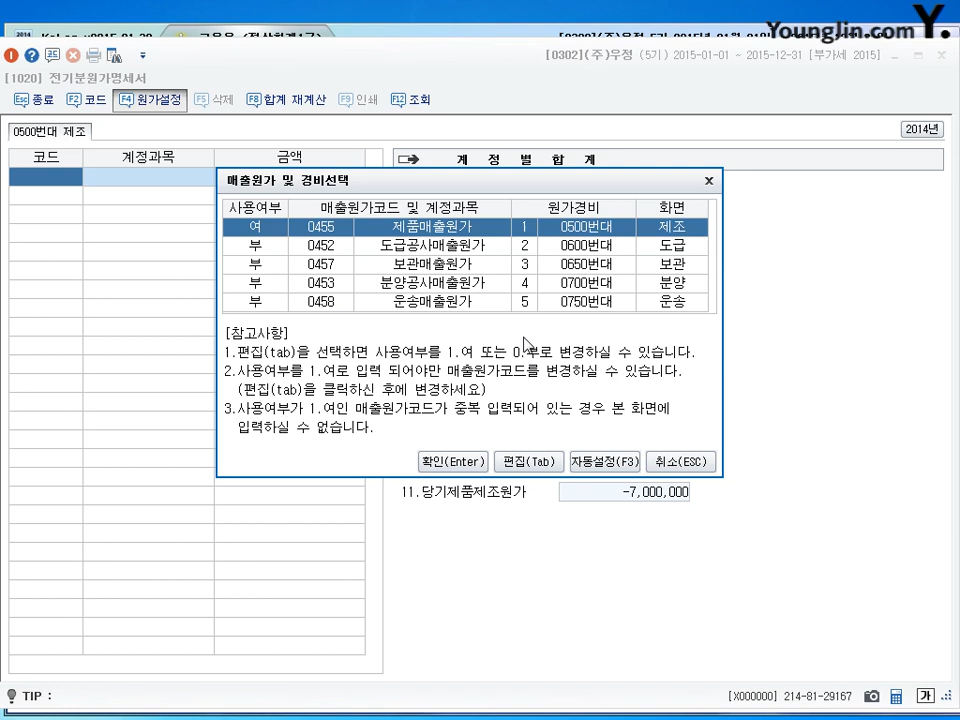 Younglin.com Y.
[0302](주)우정 (5기) 2015-01-01 ~ 2015-12-31 [부가세 2015]
[1020] 전기분원가명세서
Esc 종료 F2 코드 F4 원가설정 F5 삭제 F8 합계 재계산 F9 인쇄 F12 조회
0500번대 제조
2014년
코드 계정과목 금액
계 정 별 합 계
매출원가 및 경비선택 x
사용여부 매출원가코드 및 계정과목 원가경비 화면
여 0455 제품매출원가 1 0500번대 제조
부 0452 도급공사매출원가 2 0600번대 도급
부 0457 보관매출원가 3 0650번대 보관
부 0453 분양공사매출원가 4 0700번대 분양
부 0458 운송매출원가 5 0750번대 운송
[참고사항]
1.편집(tab)을 선택하면 사용여부를 1.여 또는 0.부로 변경하실 수 있습니다.
2.사용여부를 1.여로 입력 되어야만 매출원가코드를 변경하실 수 있습니다.
(편집(tab)을 클릭하신 후에 변경하세요)
3.사용여부가 1.여인 매출원가코드가 중복 입력되어 있는 경우 본 화면에
입력하실 수 없습니다.
확인(Enter) 편집(Tab) 자동설정(F3) 취소(ESC)
11.당기제품제조원가 -7,000,000
TIP :
[X000000] 214-81-29167 가